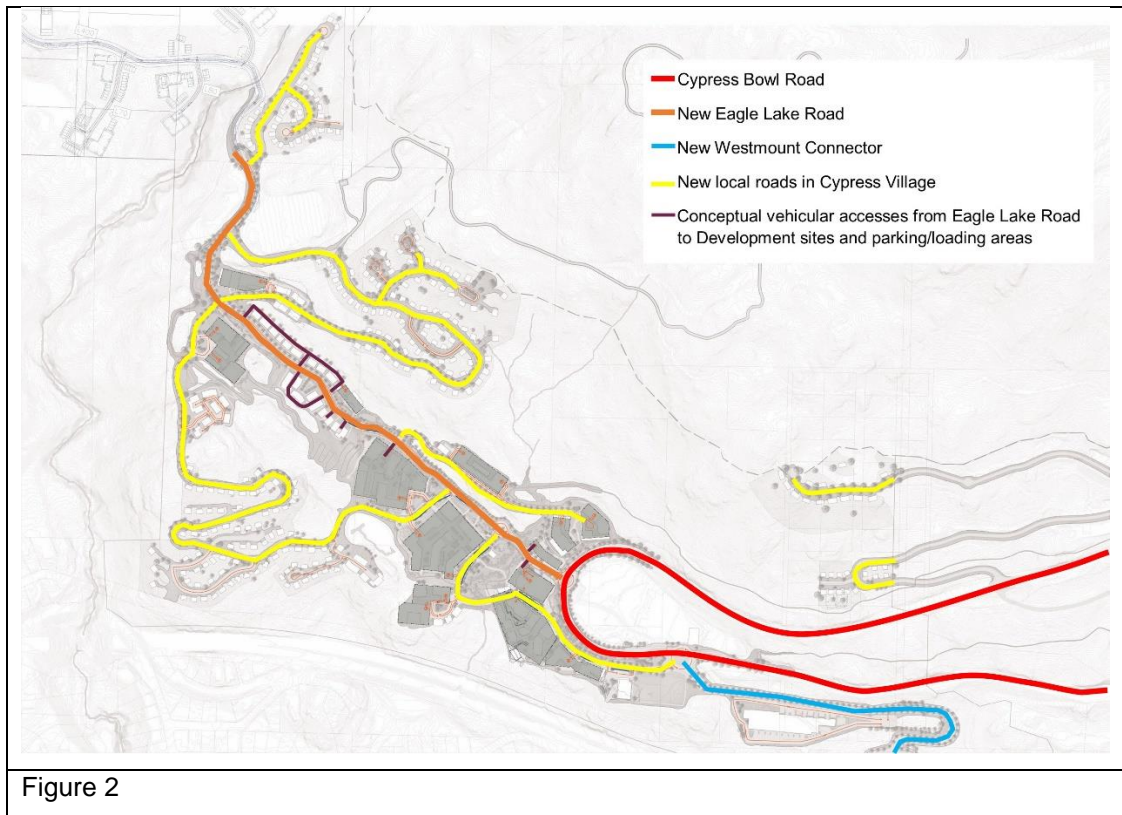 Cypress Bowl Road
New Eagle Lake Road
New Westmount Connector
New local roads in Cypress Village
Conceptual vehicular accesses from Eagle Lake Road
to Development sites and parking/loading areas
Figure 2